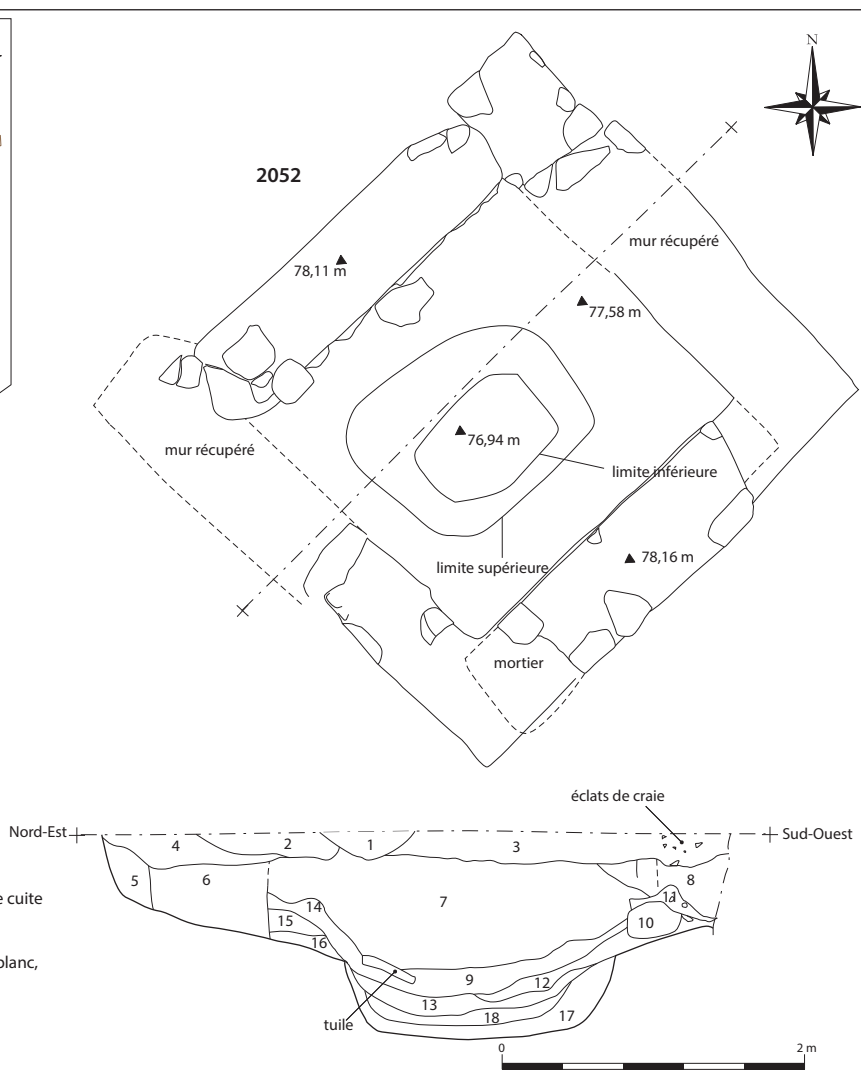 N
2052
mur récupéré
78,11 m
77,58 m
mur récupéré
76,94 m
limite inférieure
limite supérieure
78,16 m
mortier
éclats de craie
Nord-Est
Sud-Ouest
4
2
1
3
5
6
7
8
14
15
16
11
10
9
12
13
18
17
tuile
e cuite
blanc,
0
2 m